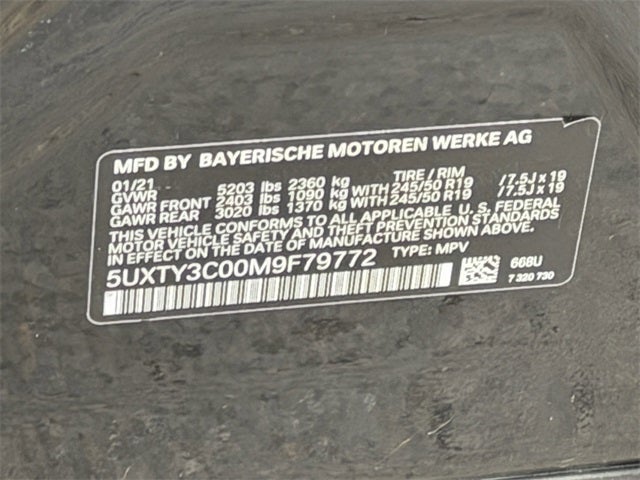 MFD BY BAYERISCHE MOTOREN WERKE AG
01/21 TIRE / RIM
GVWR 5203 lbs 2360 kg
GAWR FRONT 2403 lbs 1090 kg WITH 245/50 R19 /7.5J x 19
GAWR REAR 3020 lbs 1370 kg WITH 245/50 R19 /7.5J x 19
THIS VEHICLE CONFORMS TO ALL APPLICABLE U. S. FEDERAL
MOTOR VEHICLE SAFETY AND THEFT PREVENTION STANDARDS
IN EFFECT ON THE DATE OF MANUFACTURE SHOWN ABOVE.
5UXTY3C00M9F79772 TYPE: MPV
668U
7 320 730